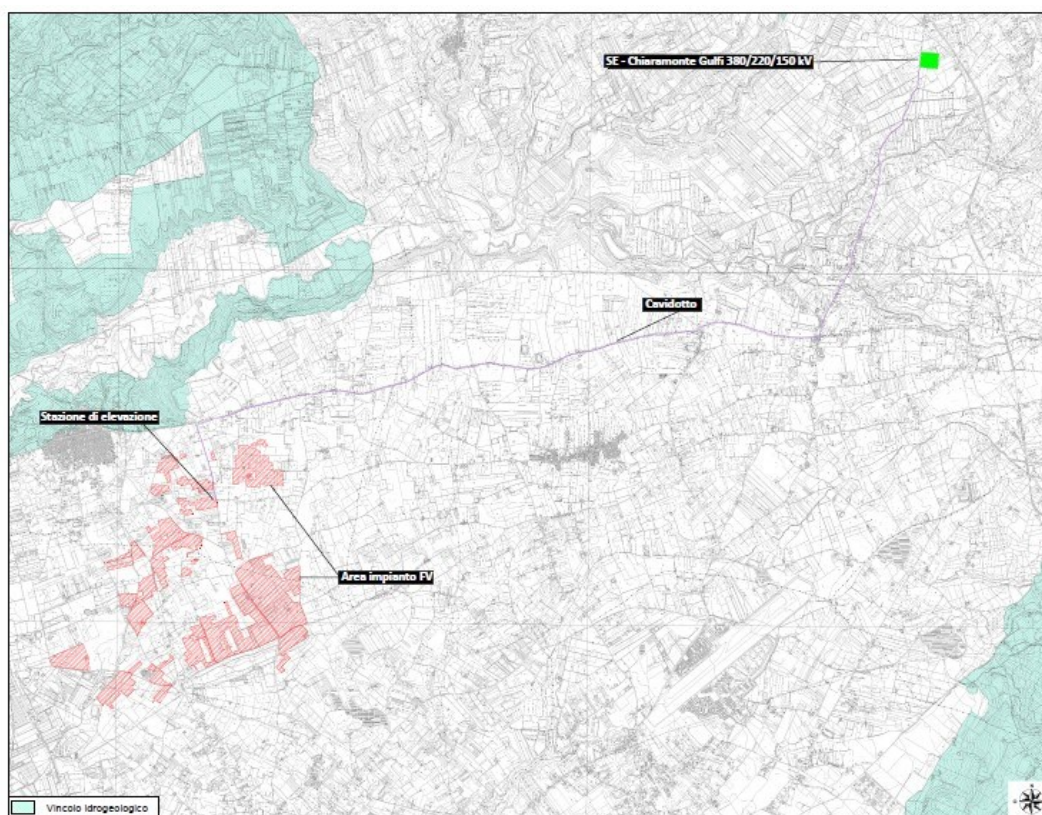 SE - Chiaramonte Gulfi 380/220/150 kV
Cavidotto
Stazione di elevazione
Area impianto FV
Vincolo Idrogeologico